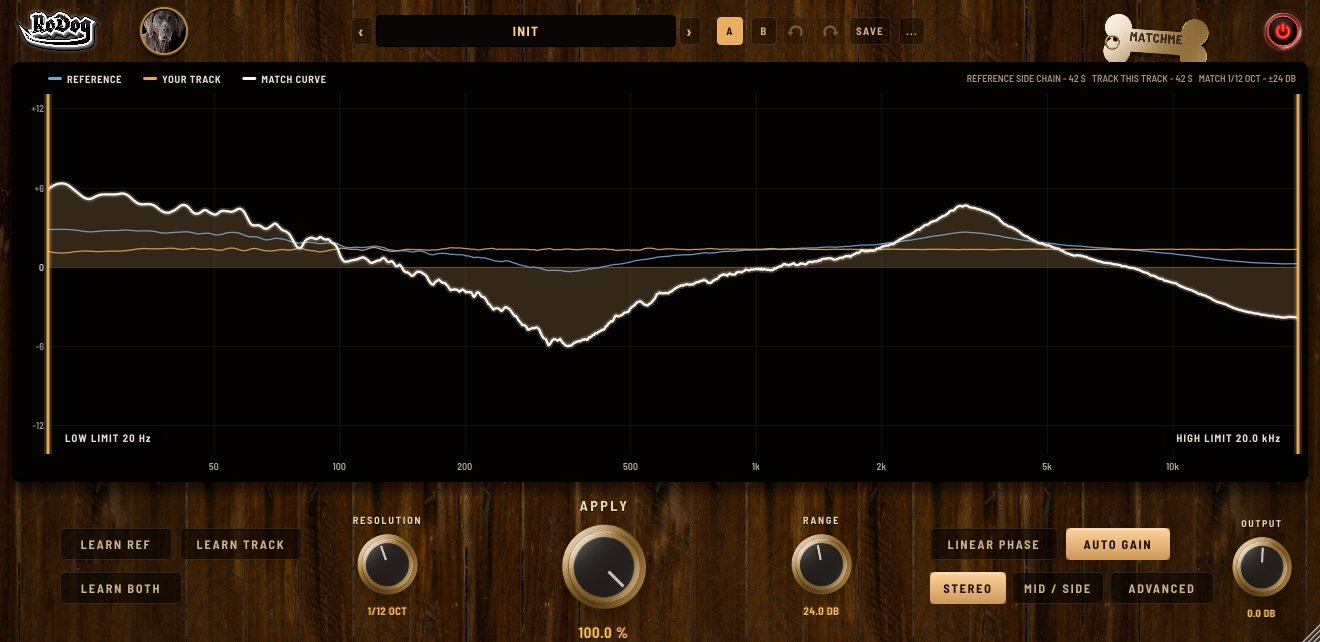 RoDog
‹
INIT
›
A
B
SAVE
...
MATCHME
REFERENCE
YOUR TRACK
MATCH CURVE
REFERENCE SIDE CHAIN - 42 S TRACK THIS TRACK - 42 S MATCH 1/12 OCT - ±24 DB
+12
+6
0
-6
-12
LOW LIMIT 20 Hz
HIGH LIMIT 20.0 kHz
50
100
200
500
1k
2k
5k
10k
LEARN REF
LEARN TRACK
LEARN BOTH
RESOLUTION
1/12 OCT
APPLY
100.0 %
RANGE
24.0 DB
LINEAR PHASE
AUTO GAIN
STEREO
MID / SIDE
ADVANCED
OUTPUT
0.0 DB